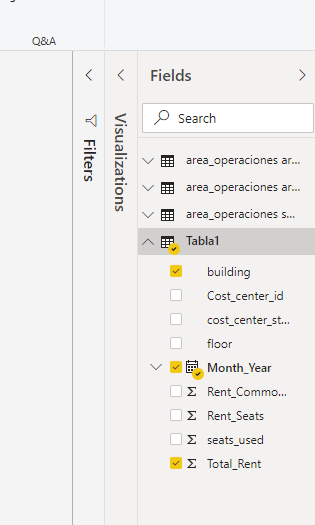 Q&A
Filters
Visualizations
Fields
Search
area_operaciones ar...
area_operaciones ar...
area_operaciones s...
Tabla1
building
Cost_center_id
cost_center_st...
floor
Month_Year
Rent_Commo...
Rent_Seats
seats_used
Total_Rent